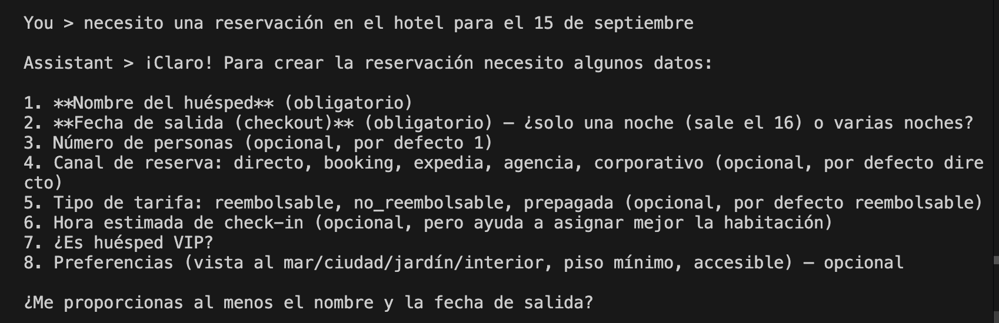 You > necesito una reservación en el hotel para el 15 de septiembre
Assistant > ¡Claro! Para crear la reservación necesito algunos datos:
1. **Nombre del huésped** (obligatorio)
2. **Fecha de salida (checkout)** (obligatorio) — ¿solo una noche (sale el 16) o varias noches?
3. Número de personas (opcional, por defecto 1)
4. Canal de reserva: directo, booking, expedia, agencia, corporativo (opcional, por defecto dire
cto)
5. Tipo de tarifa: reembolsable, no_reembolsable, prepagada (opcional, por defecto reembolsable)
6. Hora estimada de check-in (opcional, pero ayuda a asignar mejor la habitación)
7. ¿Es huésped VIP?
8. Preferencias (vista al mar/ciudad/jardín/interior, piso mínimo, accesible) — opcional
¿Me proporcionas al menos el nombre y la fecha de salida?